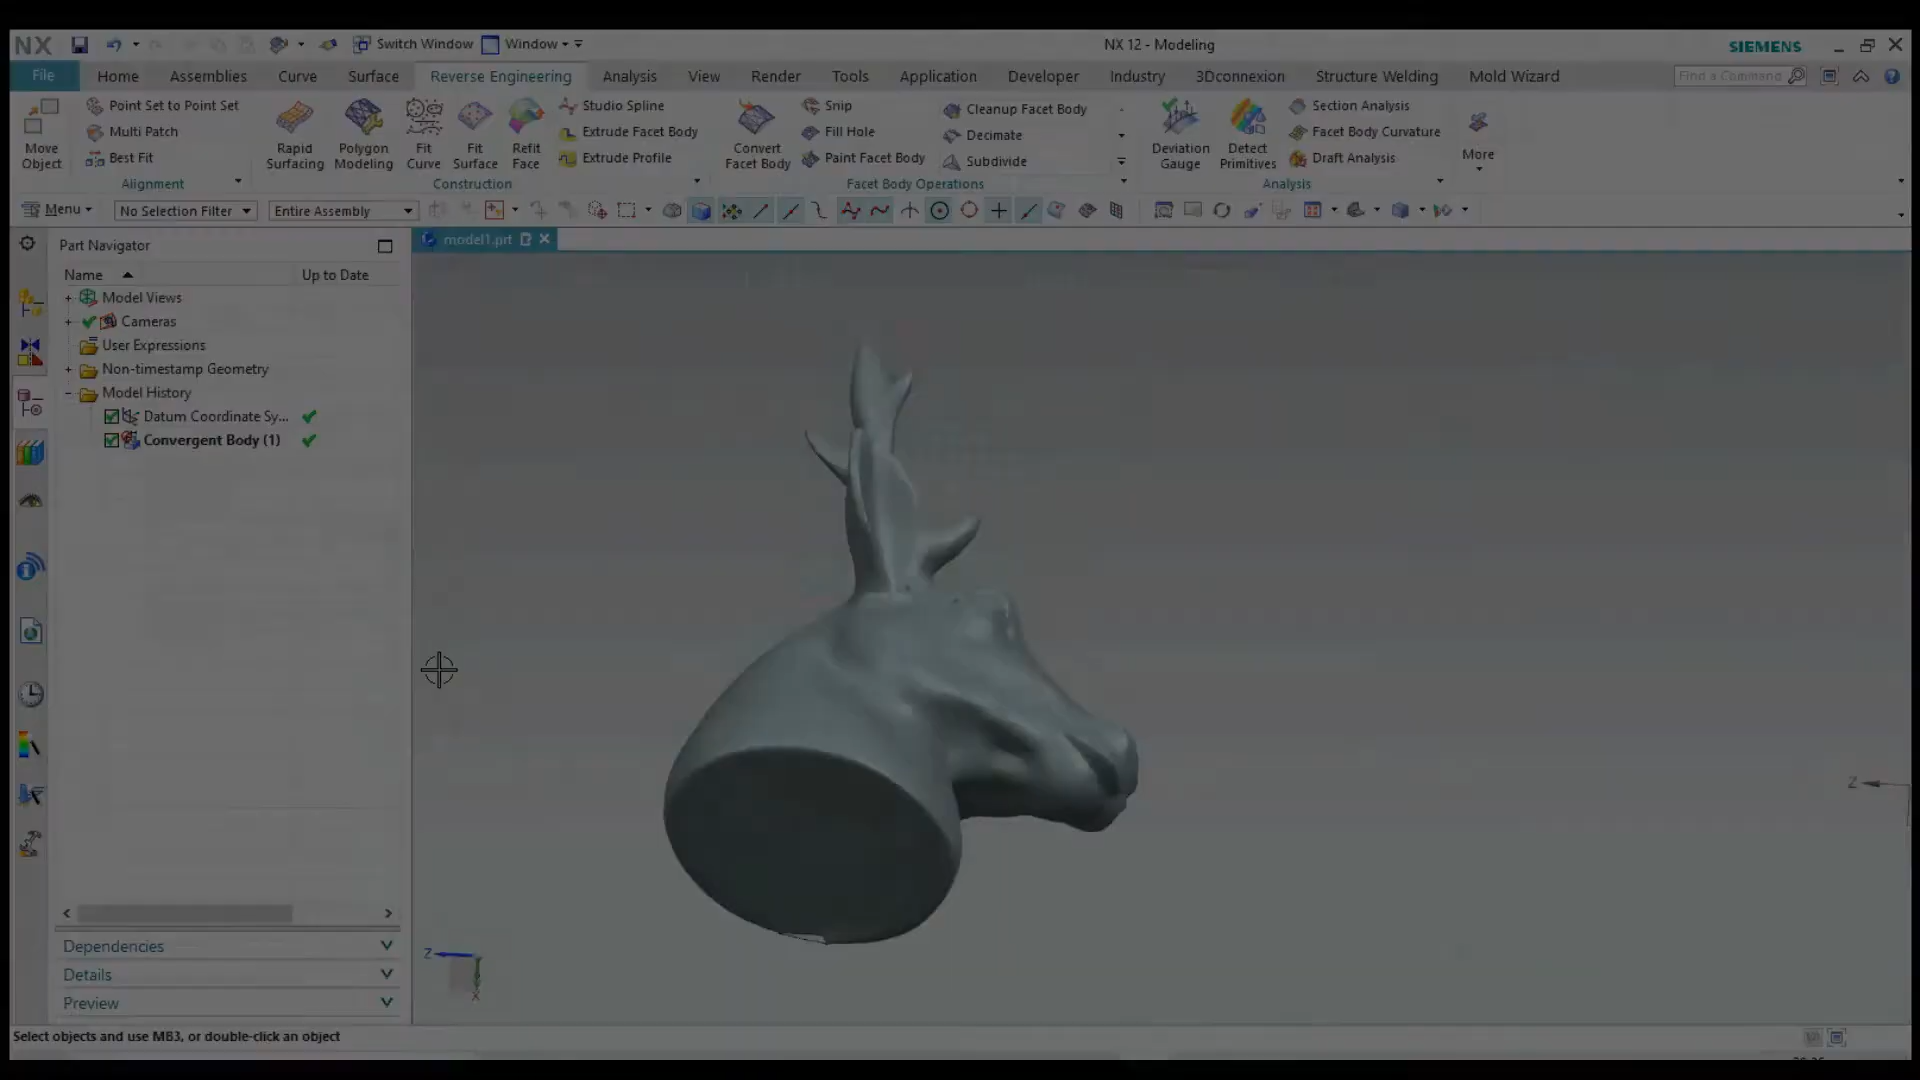 NX Switch Window Window NX 12 - Modeling SIEMENS
File Home Assemblies Curve Surface Reverse Engineering Analysis View Render Tools Application Developer Industry 3Dconnexion Structure Welding Mold Wizard Find a Command
Move Object
Point Set to Point Set
Multi Patch
Best Fit
Alignment
Rapid Surfacing
Polygon Modeling
Fit Curve
Fit Surface
Refit Face
Studio Spline
Extrude Facet Body
Extrude Profile
Construction
Convert Facet Body
Snip
Fill Hole
Paint Facet Body
Cleanup Facet Body
Decimate
Subdivide
Facet Body Operations
Deviation Gauge
Detect Primitives
Section Analysis
Facet Body Curvature
Draft Analysis
Analysis
More
Menu No Selection Filter Entire Assembly
Part Navigator
model1.prt
Name Up to Date
Model Views
Cameras
User Expressions
Non-timestamp Geometry
Model History
Datum Coordinate Sy...
Convergent Body (1)
Dependencies
Details
Preview
Z
X
Z
Select objects and use MB3, or double-click an object